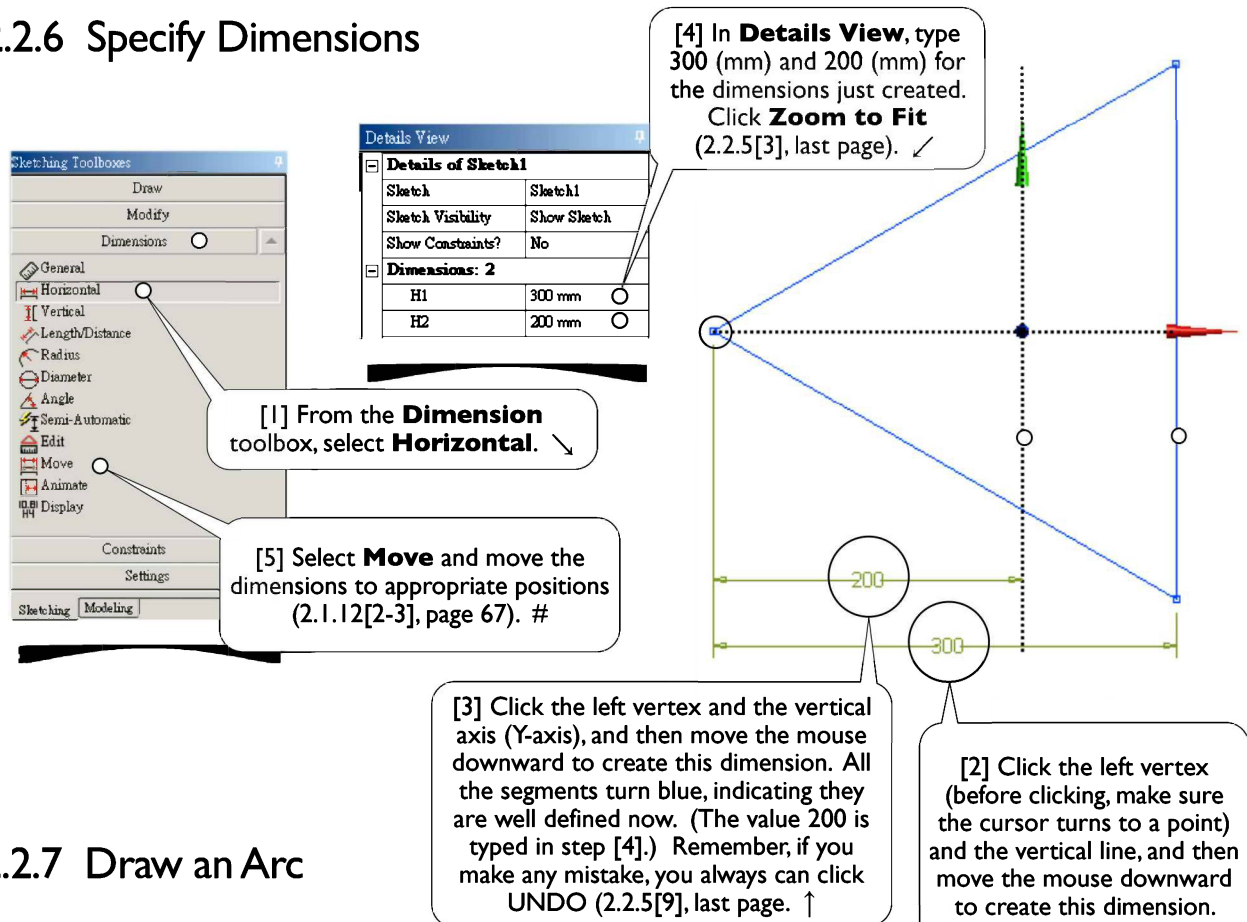 .2.6 Specify Dimensions
[4] In Details View, type
300 (mm) and 200 (mm) for
the dimensions just created.
Click Zoom to Fit
(2.2.5[3], last page). ↙
Sketching Toolboxes
Draw
Modify
Dimensions
General
Horizontal
Vertical
Length/Distance
Radius
Diameter
Angle
Semi-Automatic
Edit
Move
Animate
Display
Constraints
Settings
Sketching Modeling
Details View
Details of Sketch1
Sketch Sketch1
Sketch Visibility Show Sketch
Show Constraints? No
Dimensions: 2
H1 300 mm
H2 200 mm
[1] From the Dimension
toolbox, select Horizontal. ↘
[5] Select Move and move the
dimensions to appropriate positions
(2.1.12[2-3], page 67). #
200
300
[3] Click the left vertex and the vertical
axis (Y-axis), and then move the mouse
downward to create this dimension. All
the segments turn blue, indicating they
are well defined now. (The value 200 is
typed in step [4].) Remember, if you
make any mistake, you always can click
UNDO (2.2.5[9], last page. ↑
[2] Click the left vertex
(before clicking, make sure
the cursor turns to a point)
and the vertical line, and then
move the mouse downward
to create this dimension.
.2.7 Draw an Arc